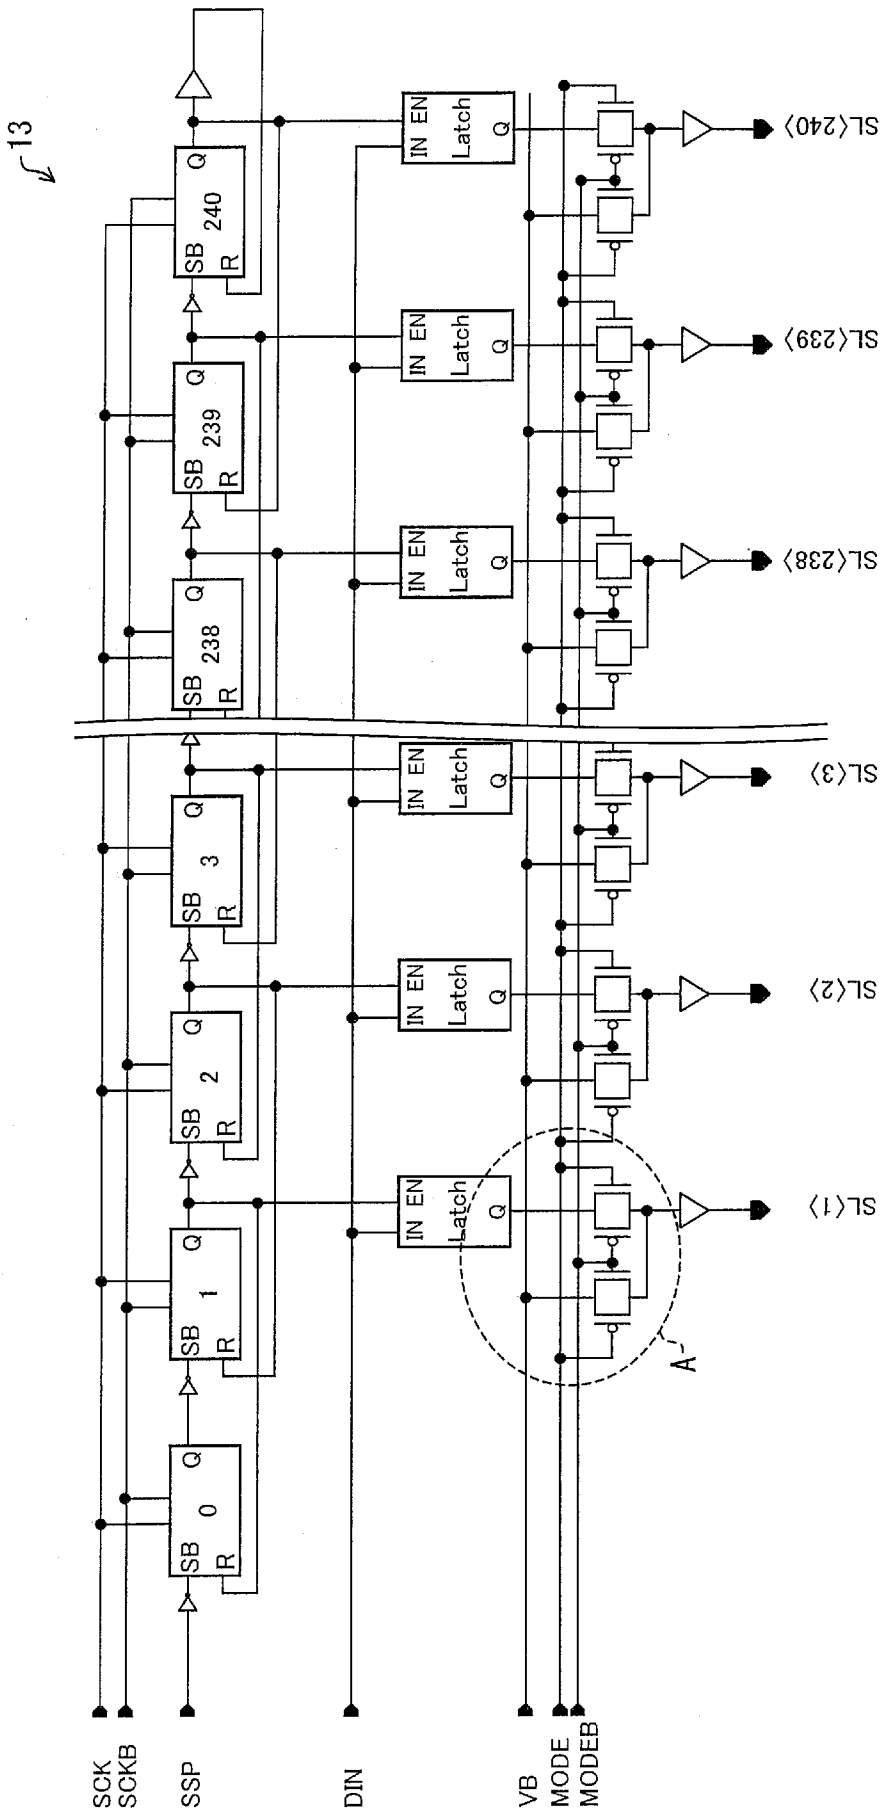 13
SCK
SCKB
SSP
DIN
VB
MODE
MODEB
SB Q R 0
SB Q R 1
SB Q R 2
SB Q R 3
SB Q R 238
SB Q R 239
SB Q R 240
IN EN Latch Q
IN EN Latch Q
IN EN Latch Q
IN EN Latch Q
IN EN Latch Q
IN EN Latch Q
A
SL〈1〉
SL〈2〉
SL〈3〉
SL〈238〉
SL〈239〉
SL〈240〉